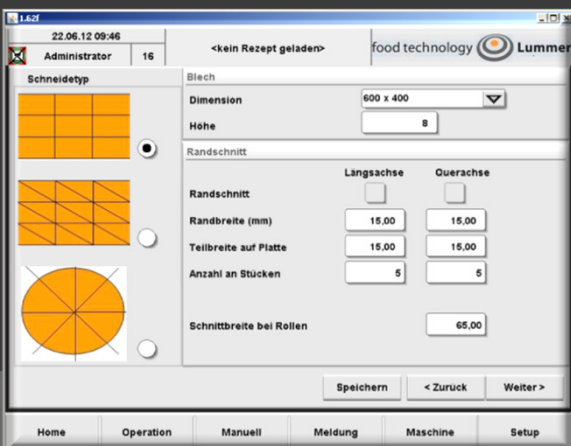 1.62f
22.06.12 09:46
Administrator 16
<kein Rezept geladen>
food technology Lummer
Schneidetyp
Blech
Dimension 600 x 400
Höhe 8
Randschnitt
Längsachse Querachse
Randschnitt
Randbreite (mm) 15,00 15,00
Teilbreite auf Platte 15,00 15,00
Anzahl an Stücken 5 5
Schnittbreite bei Rollen 65,00
Speichern < Zurück Weiter >
Home Operation Manuell Meldung Maschine Setup